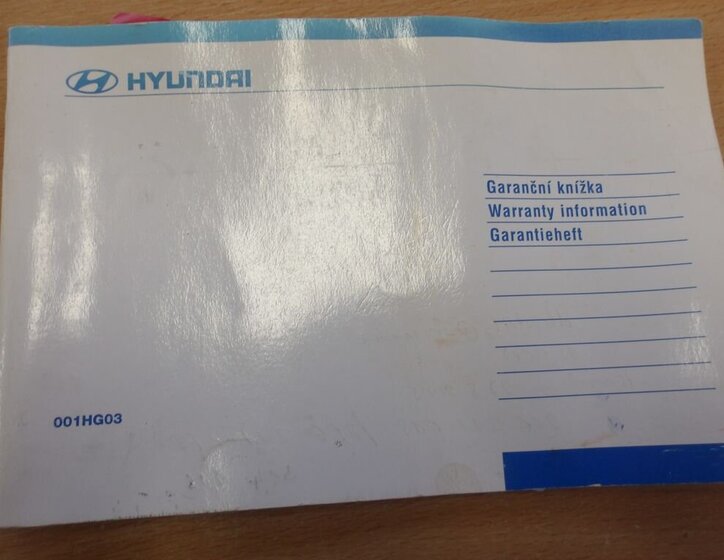 HYUNDAI
Garanční knížka
Warranty information
Garantieheft
001HG03